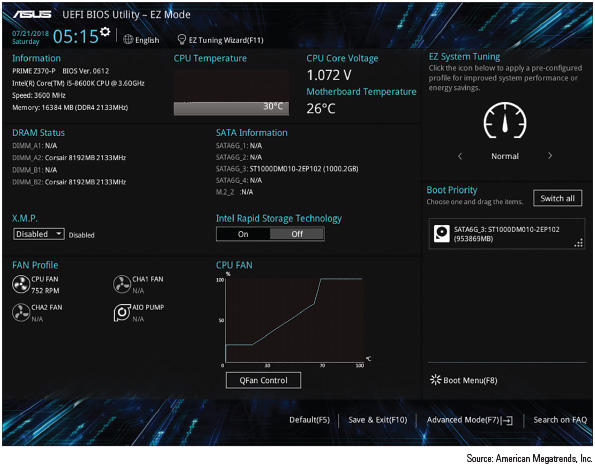 ASUS UEFI BIOS Utility – EZ Mode
07/21/2018
Saturday
05:15
English
EZ Tuning Wizard(F11)
Information
PRIME Z370-P BIOS Ver. 0612
Intel(R) Core(TM) i5-8600K CPU @ 3.60GHz
Speed: 3600 MHz
Memory: 16384 MB (DDR4 2133MHz)
CPU Temperature
30°C
CPU Core Voltage
1.072 V
Motherboard Temperature
26°C
EZ System Tuning
Click the icon below to apply a pre-configured
profile for improved system performance or
energy savings.
Normal
DRAM Status
DIMM_A1: N/A
DIMM_A2: Corsair 8192MB 2133MHz
DIMM_B1: N/A
DIMM_B2: Corsair 8192MB 2133MHz
SATA Information
SATA6G_1: N/A
SATA6G_2: N/A
SATA6G_3: ST1000DM010-2EP102 (1000.2GB)
SATA6G_4: N/A
M.2_2 :N/A
X.M.P.
Disabled Disabled
Intel Rapid Storage Technology
On Off
Boot Priority
Choose one and drag the items.
Switch all
SATA6G_3: ST1000DM010-2EP102
(953869MB)
FAN Profile
CPU FAN
752 RPM
CHA1 FAN
N/A
CHA2 FAN
N/A
AIO PUMP
N/A
CPU FAN
%
100
50
0
30 70 100
°C
QFan Control
Boot Menu(F8)
Default(F5) Save & Exit(F10) Advanced Mode(F7) Search on FAQ
Source: American Megatrends, Inc.